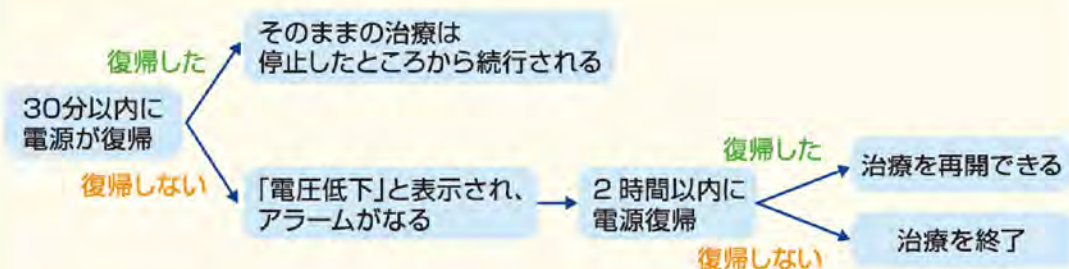 復帰した
そのままの治療は
停止したところから続行される
30分以内に
電源が復帰
復帰しない
「電圧低下」と表示され、
アラームがなる
2時間以内に
電源復帰
復帰した
治療を再開できる
復帰しない
治療を終了